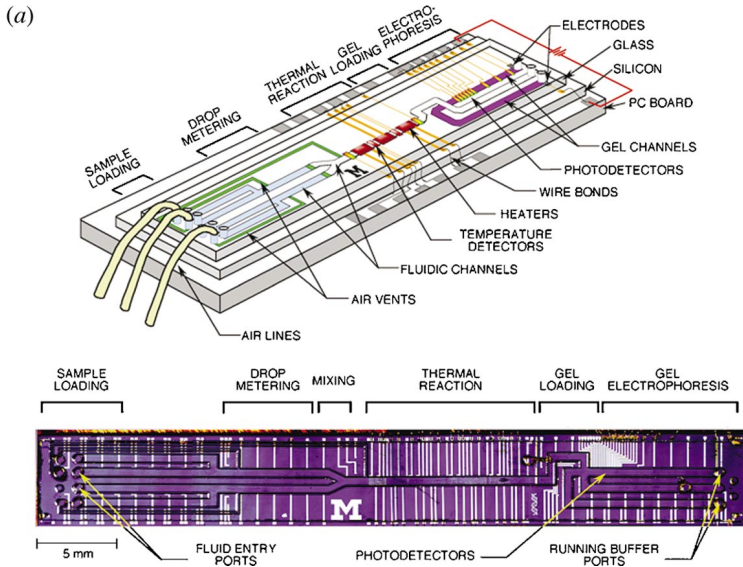 (a)
ELECTRO-
PHORESIS
GEL
LOADING
THERMAL
REACTION
DROP
METERING
SAMPLE
LOADING
ELECTRODES
GLASS
SILICON
PC BOARD
GEL CHANNELS
PHOTODETECTORS
WIRE BONDS
HEATERS
TEMPERATURE
DETECTORS
FLUIDIC CHANNELS
AIR VENTS
AIR LINES
M
SAMPLE
LOADING
DROP
METERING
MIXING
THERMAL
REACTION
GEL
LOADING
GEL
ELECTROPHORESIS
M
5 mm
FLUID ENTRY
PORTS
PHOTODETECTORS
RUNNING BUFFER
PORTS